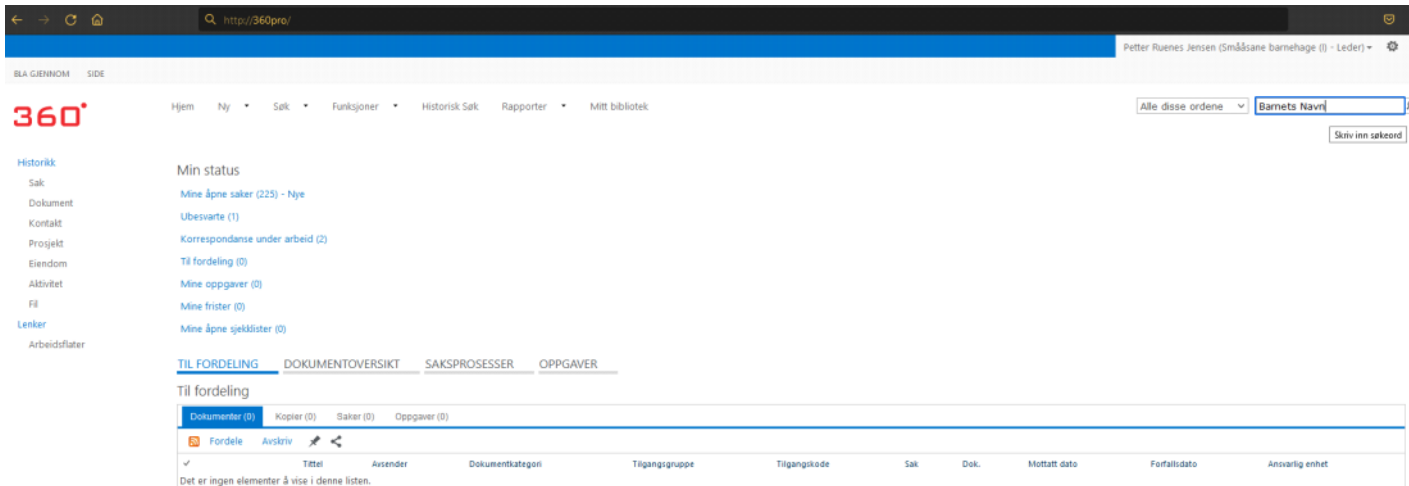 http://360pro/
Petter Ruenes Jensen (Smååsane barnehage (I) - Leder)
BLA GJENNOM SIDE
360°
Hjem Ny Søk Funksjoner Historisk Søk Rapporter Mitt bibliotek
Alle disse ordene Barnets Navn
Skriv inn søkeord
Historikk
Sak
Dokument
Kontakt
Prosjekt
Eiendom
Aktivitet
Fil
Lenker
Arbeidsflater
Min status
Mine åpne saker (225) - Nye
Ubesvarte (1)
Korrespondanse under arbeid (2)
Til fordeling (0)
Mine oppgaver (0)
Mine frister (0)
Mine åpne sjekklister (0)
TIL FORDELING DOKUMENTOVERSIKT SAKSPROSESSER OPPGAVER
Til fordeling
Dokumenter (0) Kopier (0) Saker (0) Oppgaver (0)
Fordele Avskriv
Tittel Avsender Dokumentkategori Tilgangsgruppe Tilgangskode Sak Dok. Mottatt dato Forfallsdato Ansvarlig enhet
Det er ingen elementer å vise i denne listen.